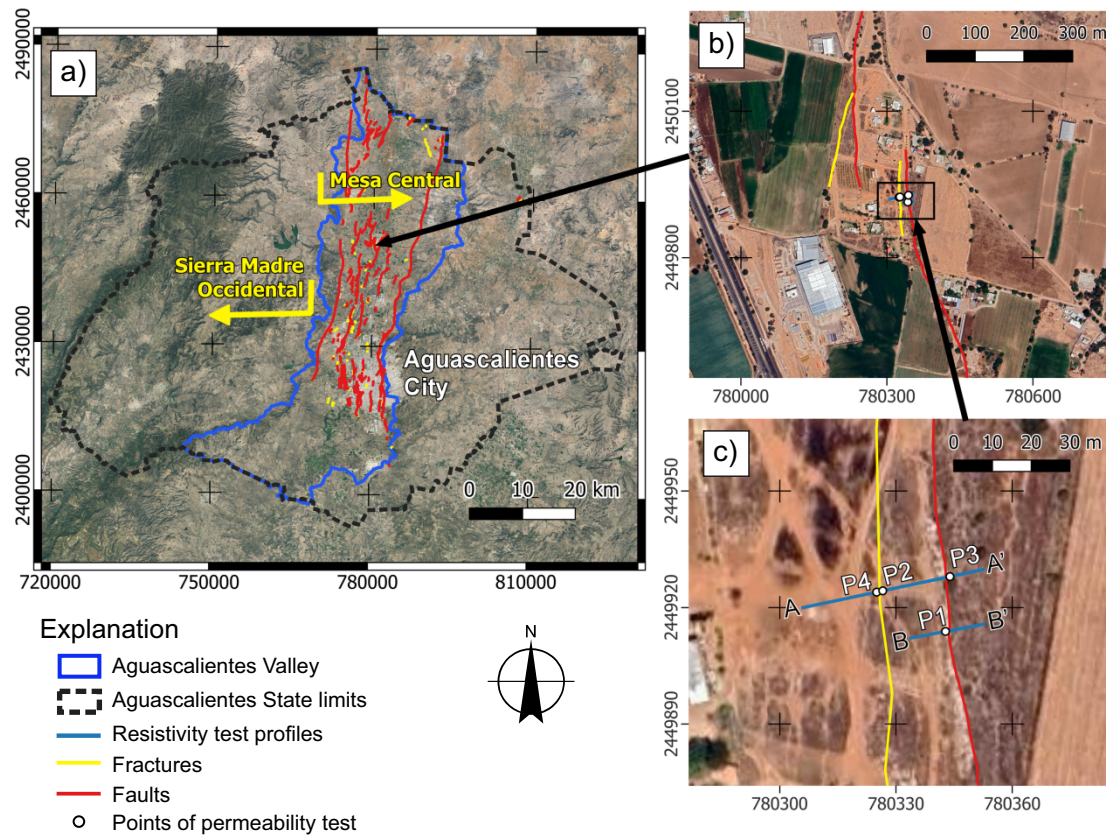 a)
2490000
2460000
2430000
2400000
Mesa Central
Sierra Madre
Occidental
Aguascalientes
City
0 10 20 km
720000 750000 780000 810000
b)
0 100 200 300 m
2450100
2449800
780000 780300 780600
c)
0 10 20 30 m
2449950
2449920
2449890
A P4 P2 P3 A’
B P1 B’
780300 780330 780360
Explanation
Aguascalientes Valley
Aguascalientes State limits
Resistivity test profiles
Fractures
Faults
Points of permeability test
N